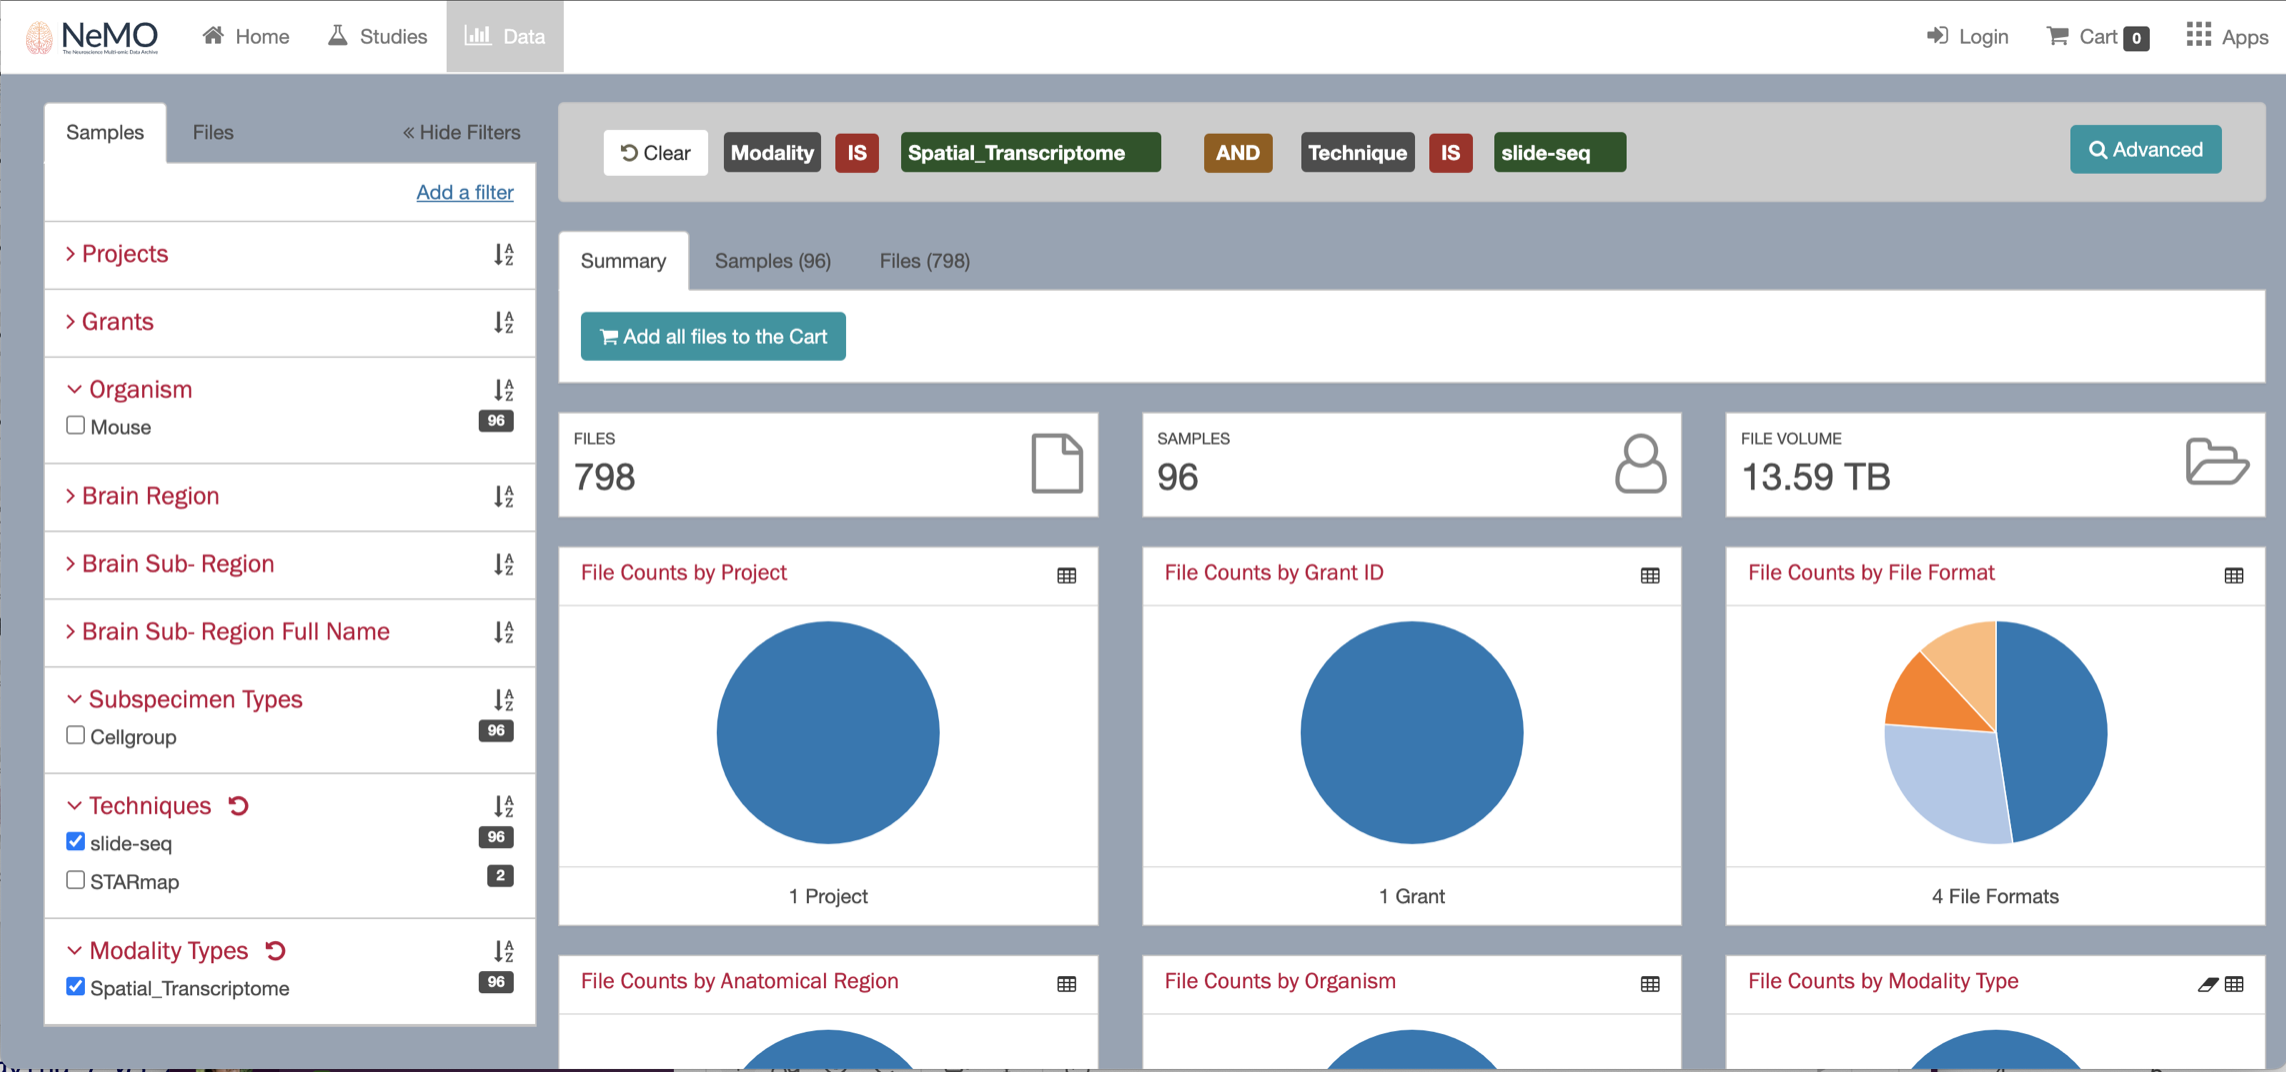 NeMO
The Neuroscience Multi-omic Data Archive
Home
Studies
Data
Login
Cart 0
Apps
Samples
Files
« Hide Filters
Add a filter
Projects
Grants
Organism
Mouse 96
Brain Region
Brain Sub- Region
Brain Sub- Region Full Name
Subspecimen Types
Cellgroup 96
Techniques
slide-seq 96
STARmap 2
Modality Types
Spatial_Transcriptome 96
Clear Modality IS Spatial_Transcriptome AND Technique IS slide-seq
Advanced
Summary
Samples (96)
Files (798)
Add all files to the Cart
FILES
798
SAMPLES
96
FILE VOLUME
13.59 TB
File Counts by Project
1 Project
File Counts by Grant ID
1 Grant
File Counts by File Format
4 File Formats
File Counts by Anatomical Region
File Counts by Organism
File Counts by Modality Type